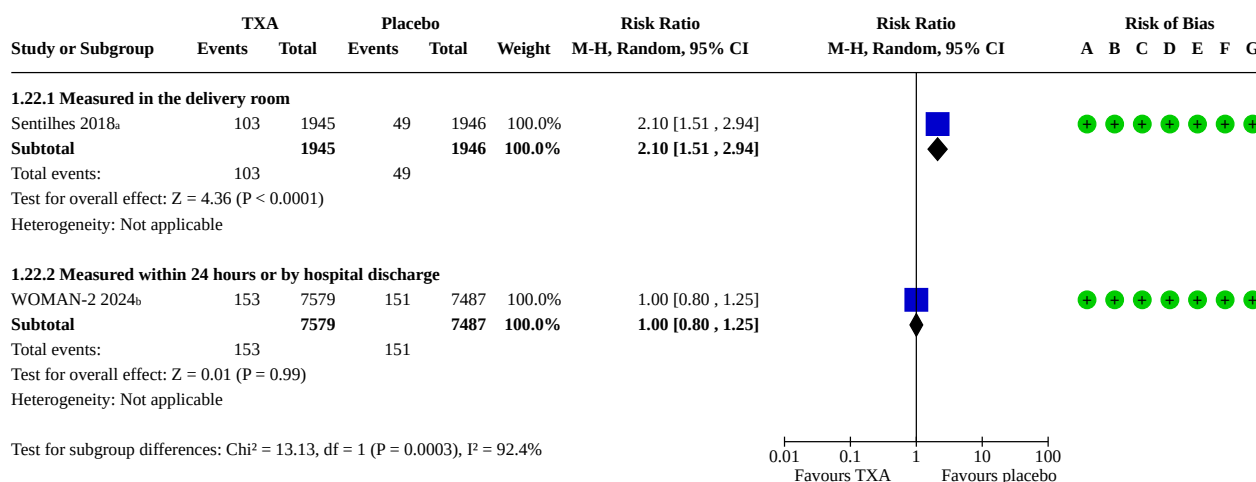 TXA Placebo Risk Ratio Risk Ratio Risk of Bias
Study or Subgroup Events Total Events Total Weight M-H, Random, 95% CI M-H, Random, 95% CI A B C D E F G
1.22.1 Measured in the delivery room
Sentilhes 2018a 103 1945 49 1946 100.0% 2.10 [1.51 , 2.94] + + + + + + +
Subtotal 1945 1946 100.0% 2.10 [1.51 , 2.94]
Total events: 103 49
Test for overall effect: Z = 4.36 (P < 0.0001)
Heterogeneity: Not applicable
1.22.2 Measured within 24 hours or by hospital discharge
WOMAN-2 2024b 153 7579 151 7487 100.0% 1.00 [0.80 , 1.25] + + + + + + +
Subtotal 7579 7487 100.0% 1.00 [0.80 , 1.25]
Total events: 153 151
Test for overall effect: Z = 0.01 (P = 0.99)
Heterogeneity: Not applicable
Test for subgroup differences: Chi² = 13.13, df = 1 (P = 0.0003), I² = 92.4%
0.01 0.1 1 10 100
Favours TXA Favours placebo